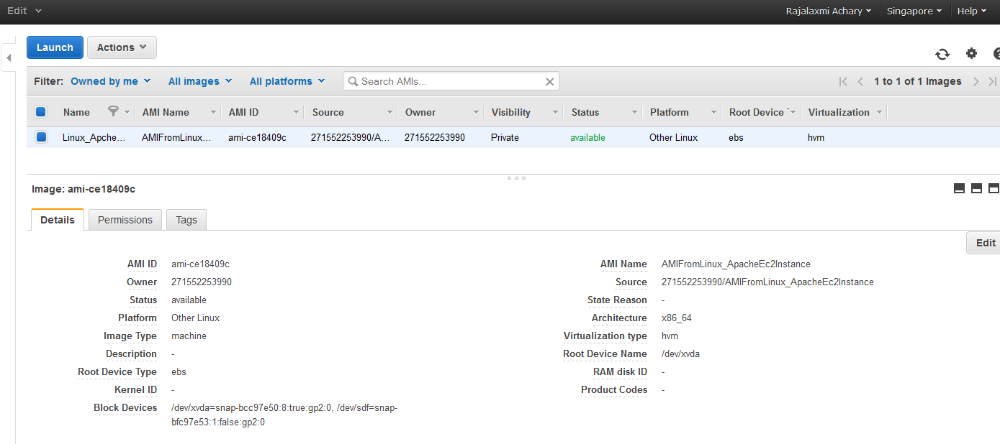 Edit Rajalaxmi Achary Singapore Help
Launch Actions
Filter: Owned by me All images All platforms Search AMIs... 1 to 1 of 1 Images
Name AMI Name AMI ID Source Owner Visibility Status Platform Root Device Virtualization
Linux_Apche... AMIFromLinux... ami-ce18409c 271552253990/A... 271552253990 Private available Other Linux ebs hvm
Image: ami-ce18409c
Details Permissions Tags
Edit
AMI ID ami-ce18409c AMI Name AMIFromLinux_ApacheEc2Instance
Owner 271552253990 Source 271552253990/AMIFromLinux_ApacheEc2Instance
Status available State Reason -
Platform Other Linux Architecture x86_64
Image Type machine Virtualization type hvm
Description - Root Device Name /dev/xvda
Root Device Type ebs RAM disk ID -
Kernel ID - Product Codes -
Block Devices /dev/xvda=snap-bcc97e50:8:true:gp2:0, /dev/sdf=snap-
bfc97e53:1:false:gp2:0